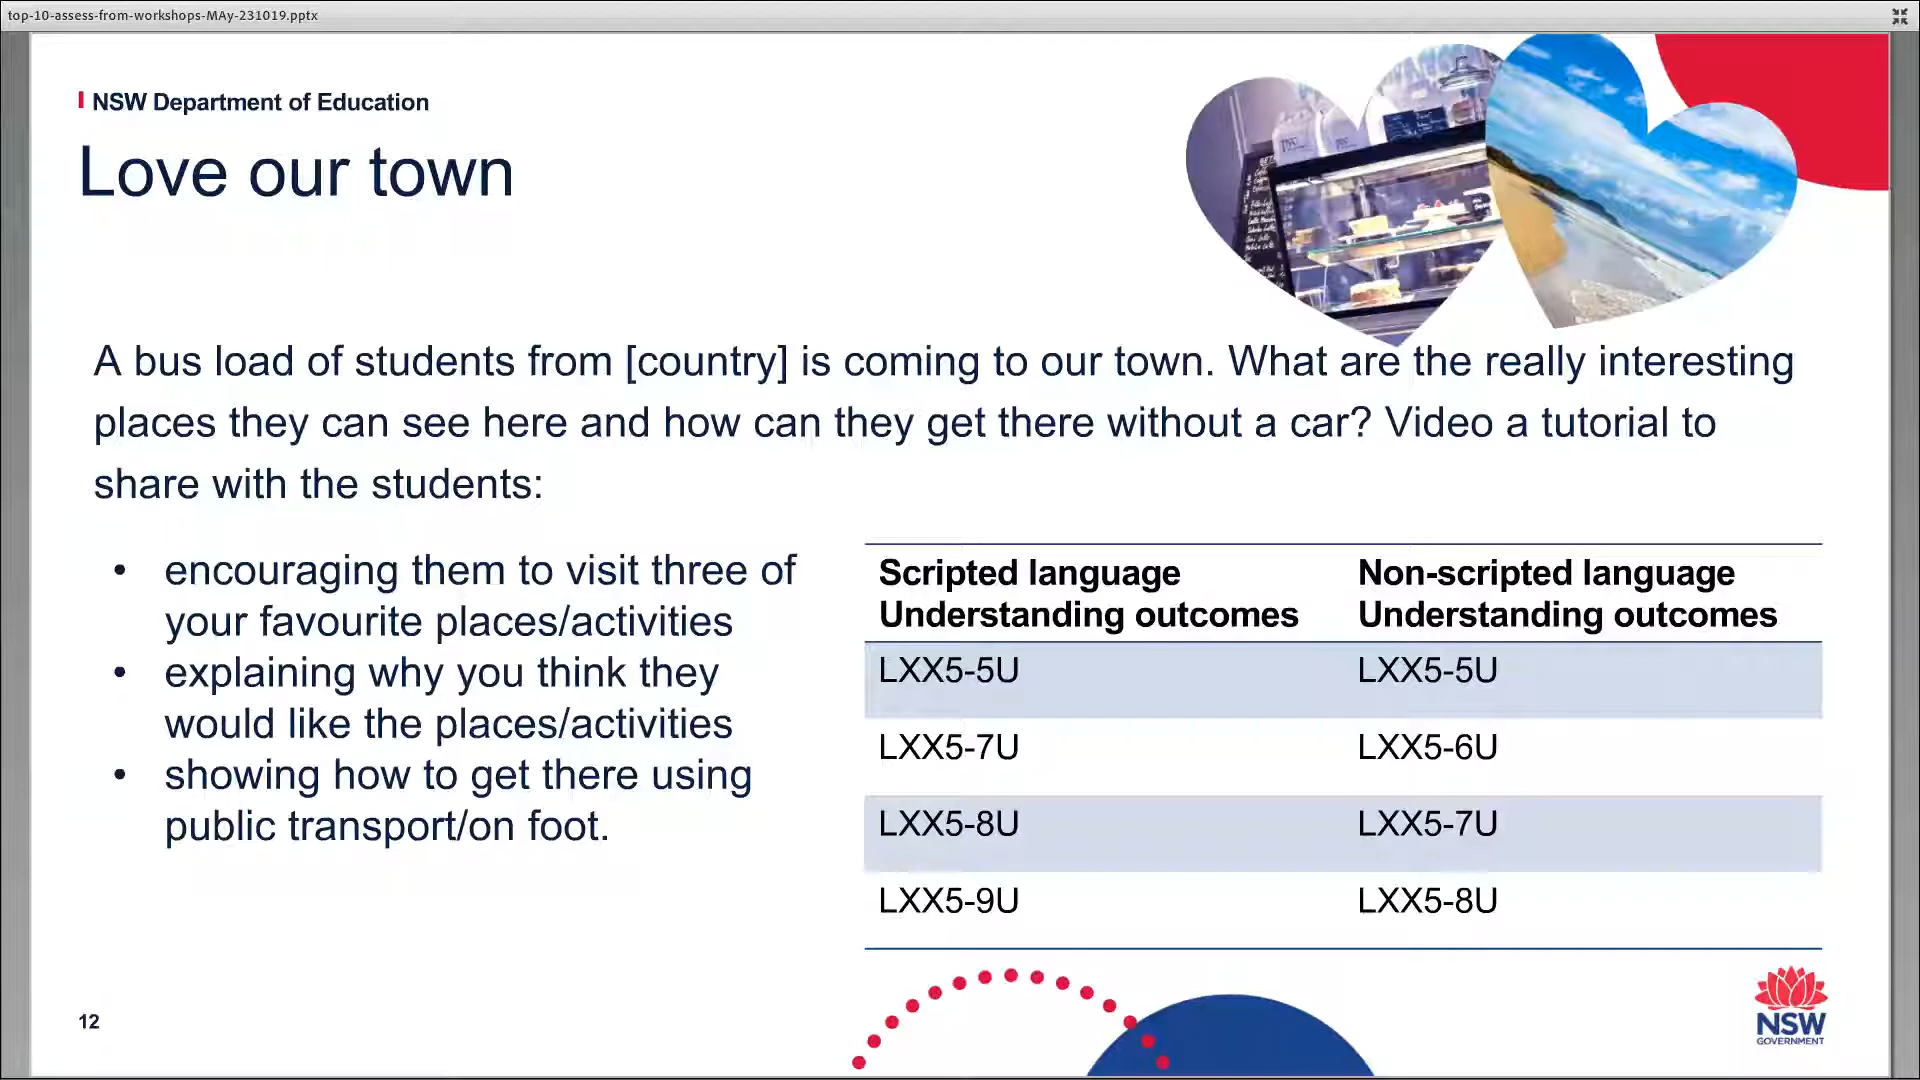 top-10-assess-from-workshops-MAy-231019.pptx
NSW Department of Education
Love our town
A bus load of students from [country] is coming to our town. What are the really interesting
places they can see here and how can they get there without a car? Video a tutorial to
share with the students:
• encouraging them to visit three of
your favourite places/activities
• explaining why you think they
would like the places/activities
• showing how to get there using
public transport/on foot.
Scripted language
Understanding outcomes
Non-scripted language
Understanding outcomes
LXX5-5U LXX5-5U
LXX5-7U LXX5-6U
LXX5-8U LXX5-7U
LXX5-9U LXX5-8U
12
NSW
GOVERNMENT